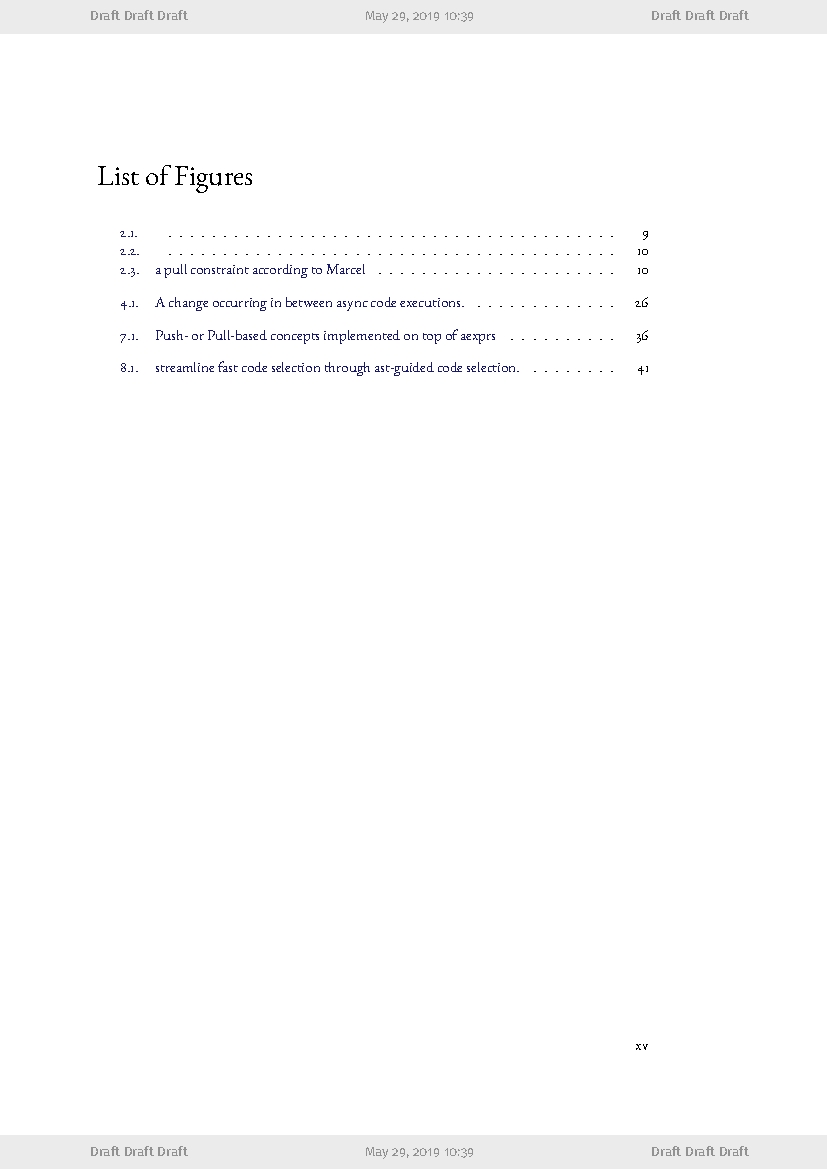 Draft Draft Draft May 29, 2019 10:39 Draft Draft Draft
List of Figures
2.1. . . . . . . . . . . . . . . . . . . . . . . . . . . . . . . . . . . . . . . . . . 9
2.2. . . . . . . . . . . . . . . . . . . . . . . . . . . . . . . . . . . . . . . . . . 10
2.3. a pull constraint according to Marcel . . . . . . . . . . . . . . . . . . . . . . 10
4.1. A change occurring in between async code executions. . . . . . . . . . . . . . 26
7.1. Push- or Pull-based concepts implemented on top of aexprs . . . . . . . . . . 36
8.1. streamline fast code selection through ast-guided code selection. . . . . . . . . 41
xv
Draft Draft Draft May 29, 2019 10:39 Draft Draft Draft